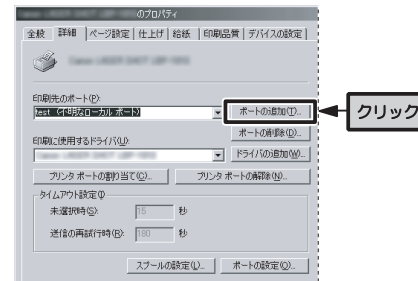 のプロパティ
全般 詳細 ページ設定 仕上げ 給紙 印刷品質 デバイスの設定
印刷先のポート(P):
test (不明なローカル ポート)
ポートの追加(T)...
クリック
ポートの削除(D)...
印刷に使用するドライバ(U):
ドライバの追加(W)...
プリンタ ポートの割り当て(C)...
プリンタ ポートの解除(N)...
タイムアウト設定
未選択時(S): 15 秒
送信の再試行時(R): 180 秒
スプールの設定(L)...
ポートの設定(O)...